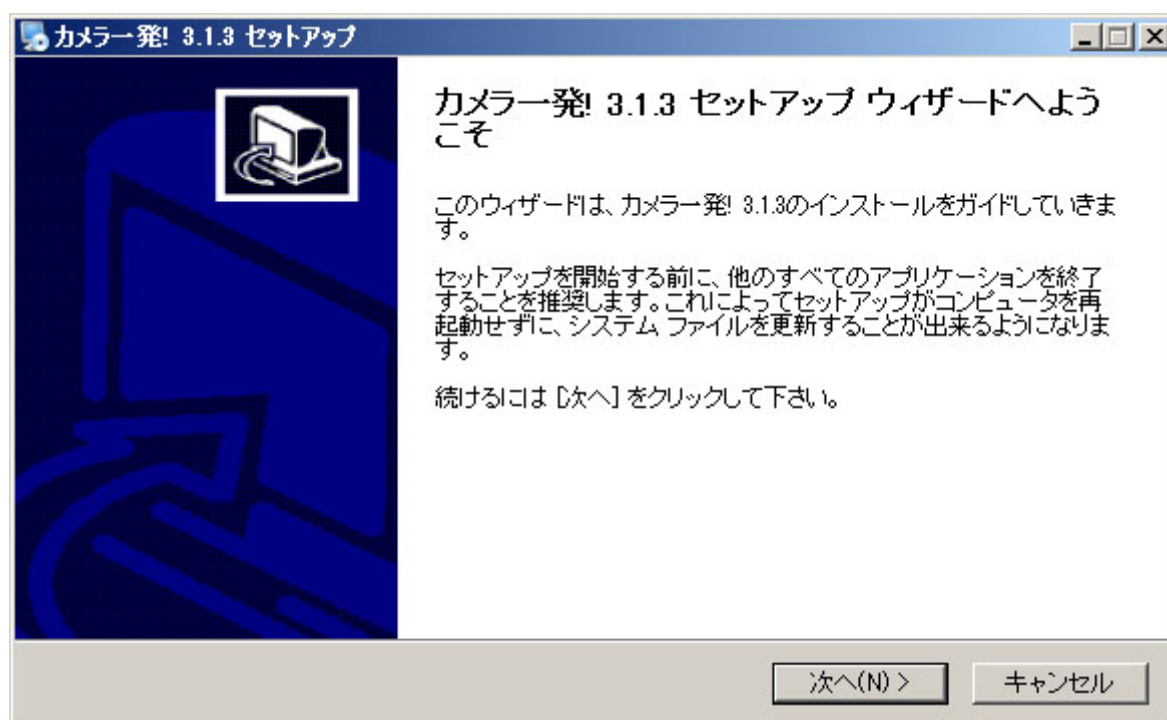 カメラ一発! 3.1.3 セットアップ
カメラ一発! 3.1.3 セットアップ ウィザードへよう
こそ
このウィザードは、カメラ一発! 3.1.3のインストールをガイドしていきま
す。
セットアップを開始する前に、他のすべてのアプリケーションを終了
することを推奨します。これによってセットアップがコンピュータを再
起動せずに、システム ファイルを更新することが出来るようになりま
す。
続けるには [次へ] をクリックして下さい。
次へ(N) >
キャンセル